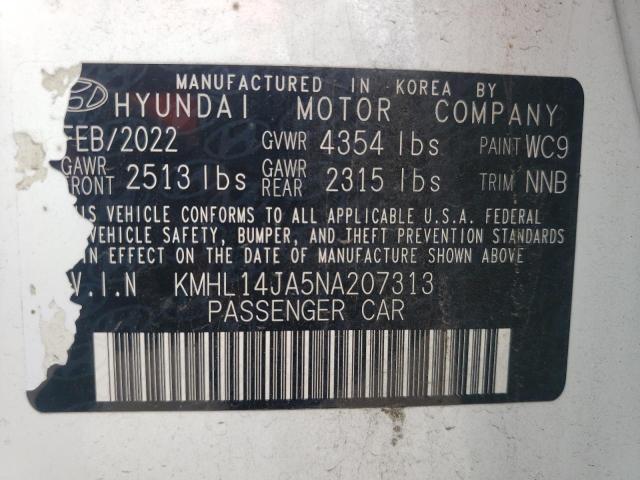 MANUFACTURED IN KOREA BY
HYUNDAI MOTOR COMPANY
FEB/2022 GVWR 4354 lbs PAINT WC9
GAWR FRONT 2513 lbs GAWR REAR 2315 lbs TRIM NNB
IS VEHICLE CONFORMS TO ALL APPLICABLE U.S.A. FEDERAL
VEHICLE SAFETY, BUMPER, AND THEFT PREVENTION STANDARDS
IN EFFECT ON THE DATE OF MANUFACTURE SHOWN ABOVE
V.I.N KMHL14JA5NA207313
PASSENGER CAR